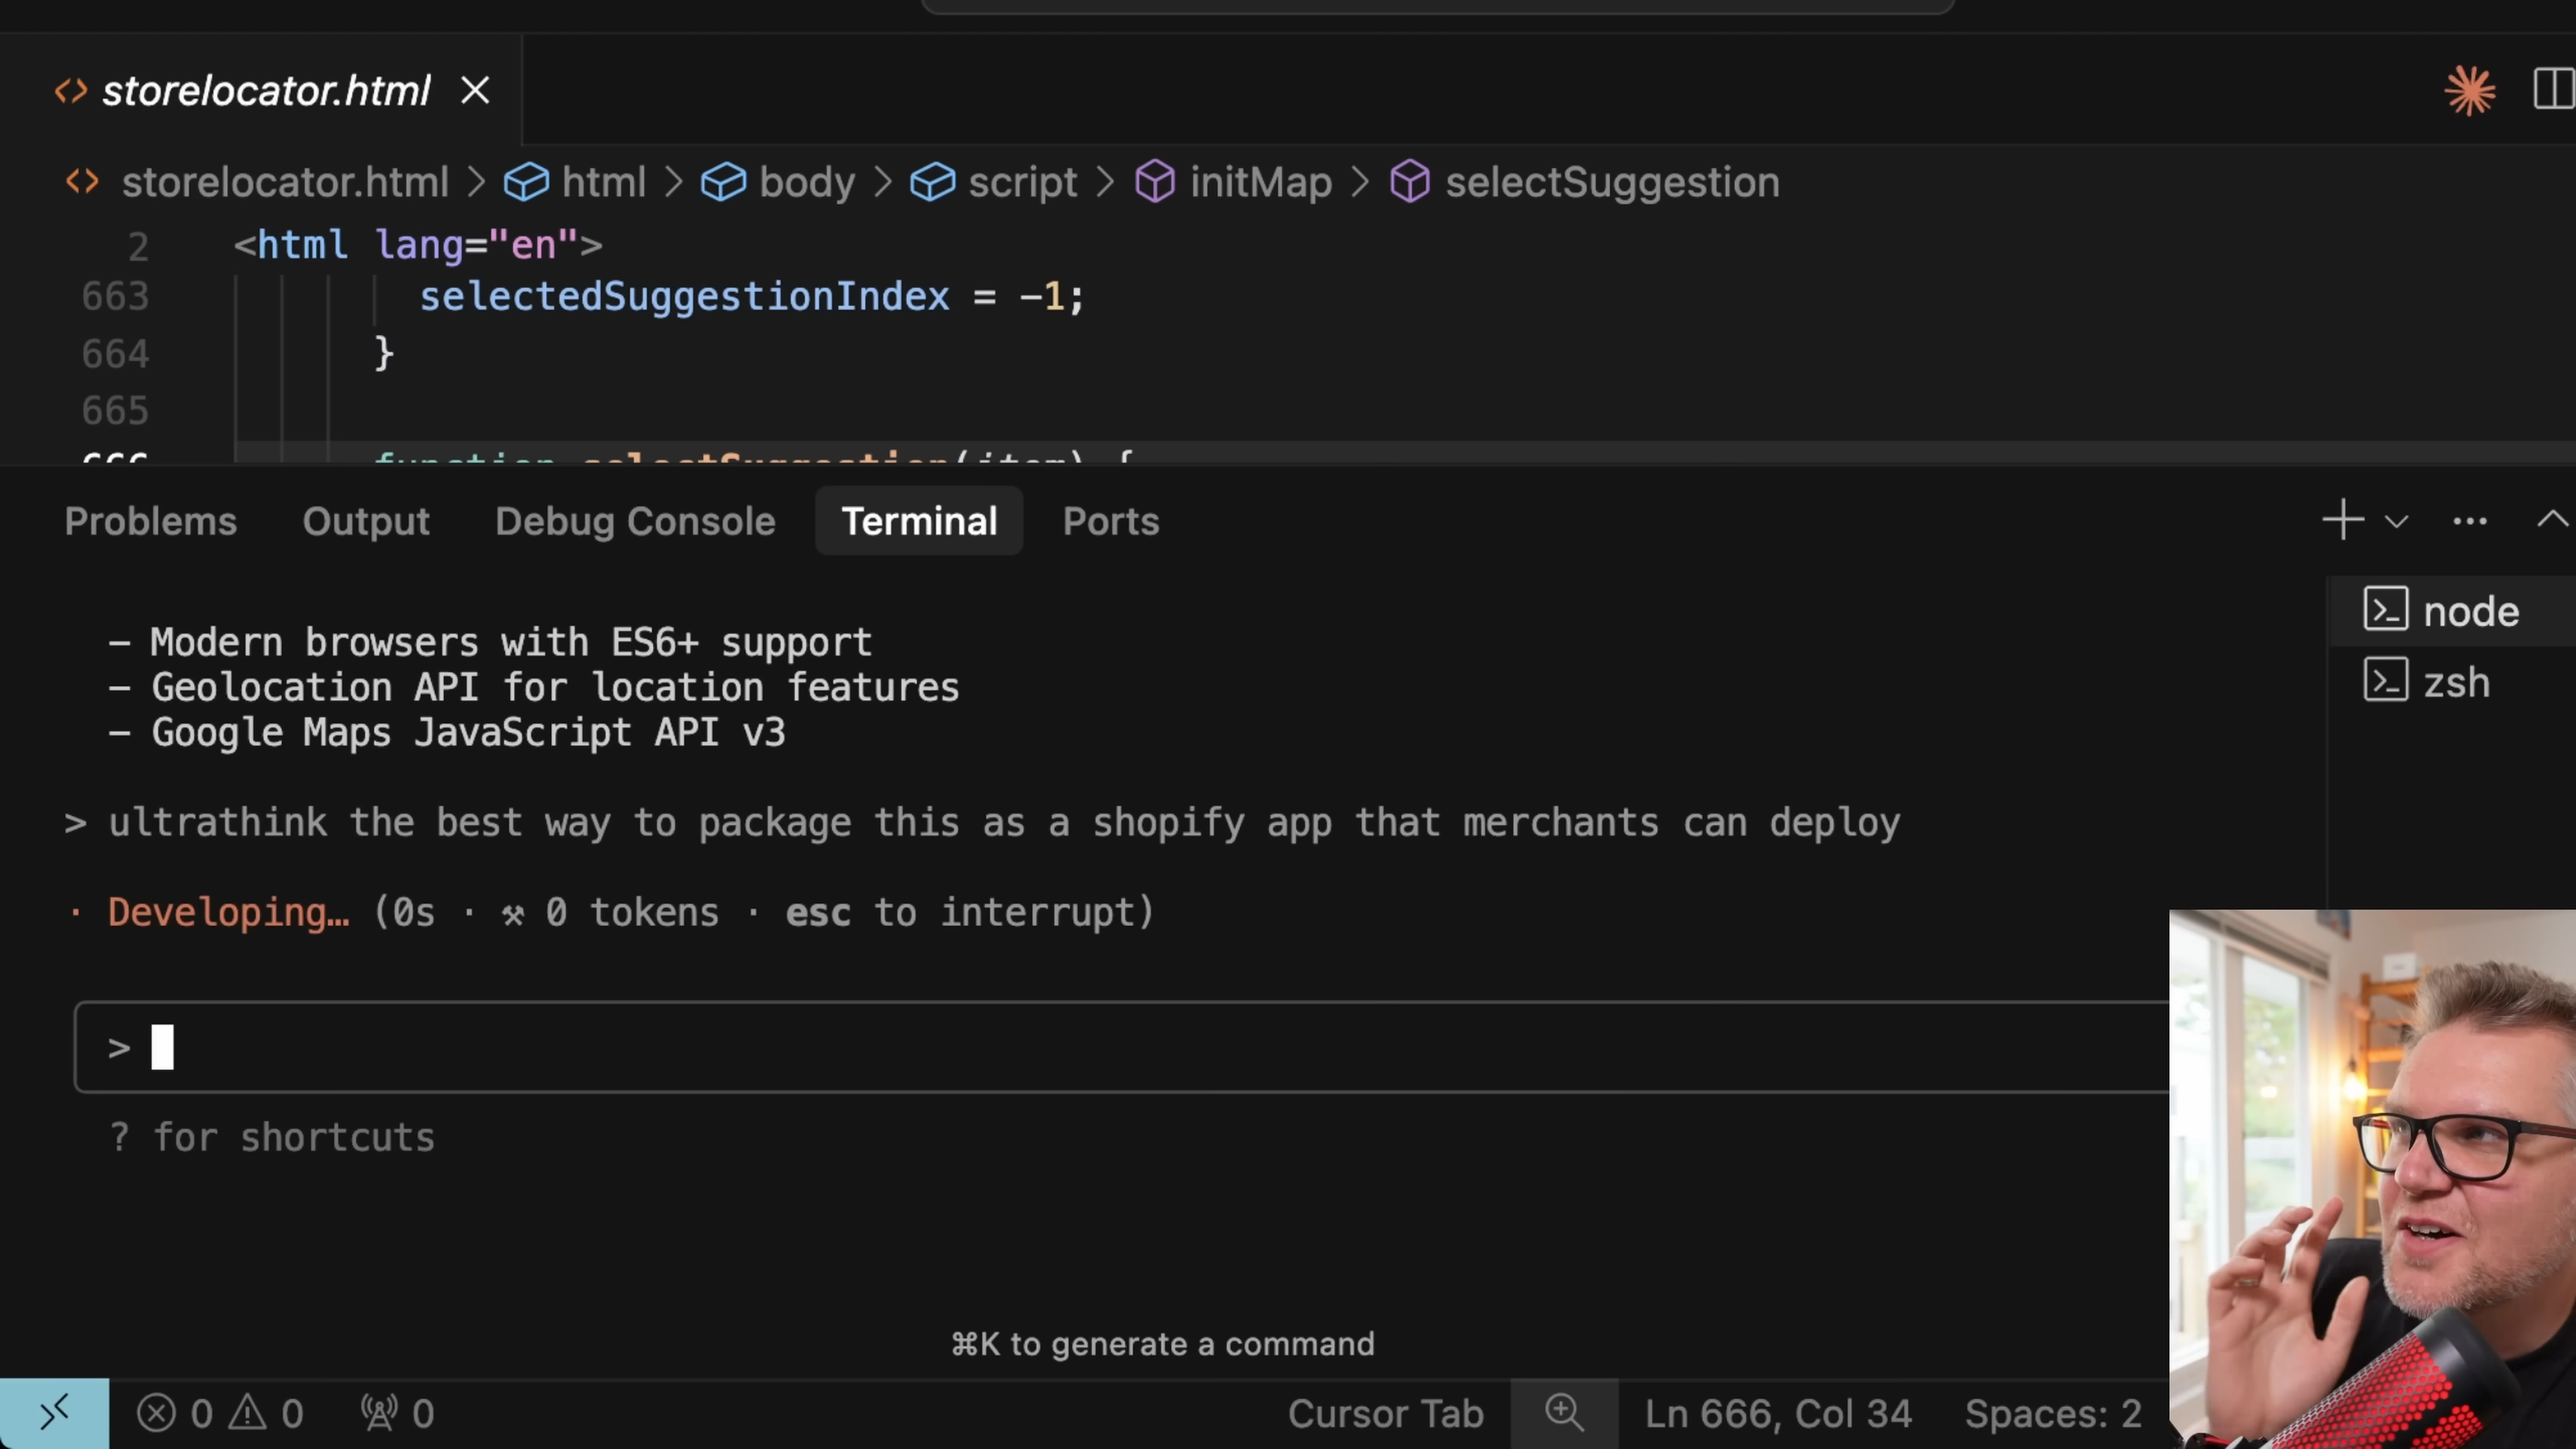 storelocator.html
storelocator.html > html > body > script > initMap > selectSuggestion
2 <html lang="en">
663 selectedSuggestionIndex = -1;
664 }
665
666 function selectSuggestion(item) {
Problems Output Debug Console Terminal Ports
node
zsh
– Modern browsers with ES6+ support
– Geolocation API for location features
– Google Maps JavaScript API v3
> ultrathink the best way to package this as a shopify app that merchants can deploy
· Developing… (0s · ⚒ 0 tokens · esc to interrupt)
>
? for shortcuts
⌘K to generate a command
0 0 0 Cursor Tab Ln 666, Col 34 Spaces: 2